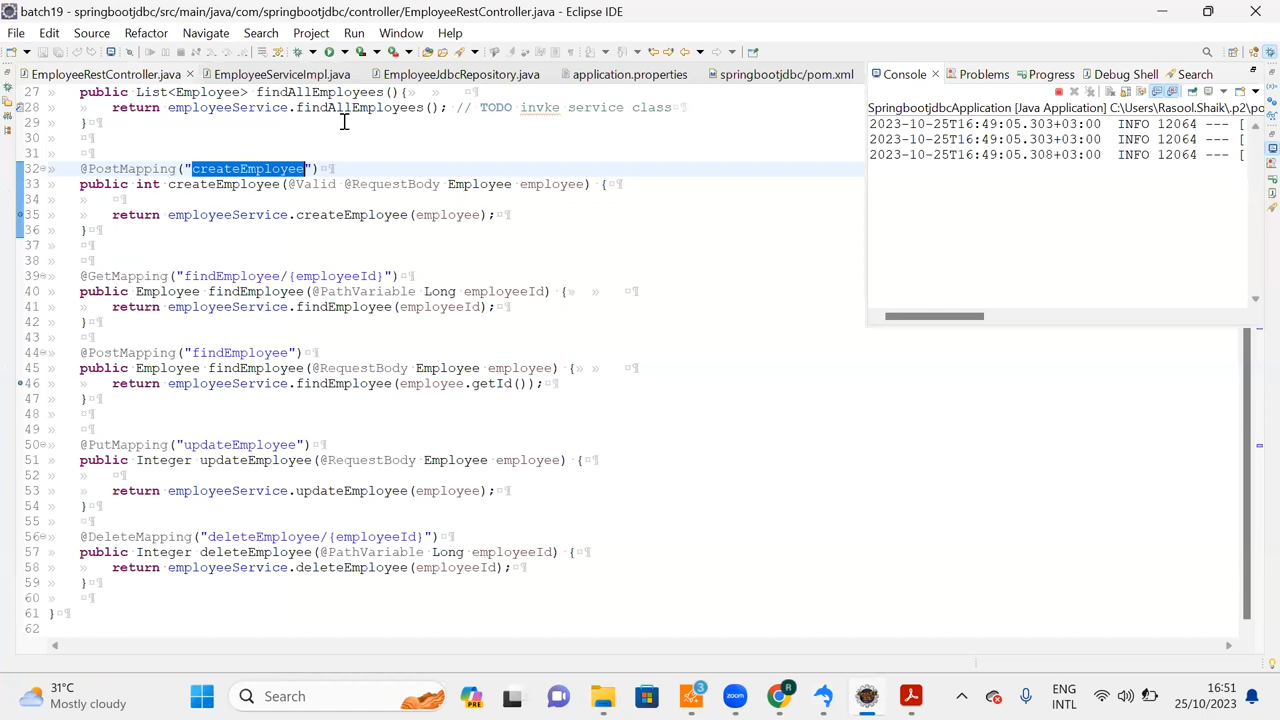 batch19 - springbootjdbc/src/main/java/com/springbootjdbc/controller/EmployeeRestController.java - Eclipse IDE
File Edit Source Refactor Navigate Search Project Run Window Help
EmployeeRestController.java EmployeeServiceImpl.java EmployeeJdbcRepository.java application.properties springbootjdbc/pom.xml
Console Problems Progress Debug Shell Search
SpringbootjdbcApplication [Java Application] C:\Users\Rasool.Shaik\.p2\po
2023-10-25T16:49:05.303+03:00 INFO 12064 --- [
2023-10-25T16:49:05.303+03:00 INFO 12064 --- [
2023-10-25T16:49:05.308+03:00 INFO 12064 --- [
27 public List<Employee> findAllEmployees(){
28 return employeeService.findAllEmployees(); // TODO invke service class
29 }
30
31
32 @PostMapping("createEmployee")
33 public int createEmployee(@Valid @RequestBody Employee employee) {
34
35 return employeeService.createEmployee(employee);
36 }
37
38
39 @GetMapping("findEmployee/{employeeId}")
40 public Employee findEmployee(@PathVariable Long employeeId) {
41 return employeeService.findEmployee(employeeId);
42 }
43
44 @PostMapping("findEmployee")
45 public Employee findEmployee(@RequestBody Employee employee) {
46 return employeeService.findEmployee(employee.getId());
47 }
48
49
50 @PutMapping("updateEmployee")
51 public Integer updateEmployee(@RequestBody Employee employee) {
52
53 return employeeService.updateEmployee(employee);
54 }
55
56 @DeleteMapping("deleteEmployee/{employeeId}")
57 public Integer deleteEmployee(@PathVariable Long employeeId) {
58 return employeeService.deleteEmployee(employeeId);
59 }
60
61 }
62
31°C
Mostly cloudy
Search
PRE
3
R
ENG
INTL
16:51
25/10/2023